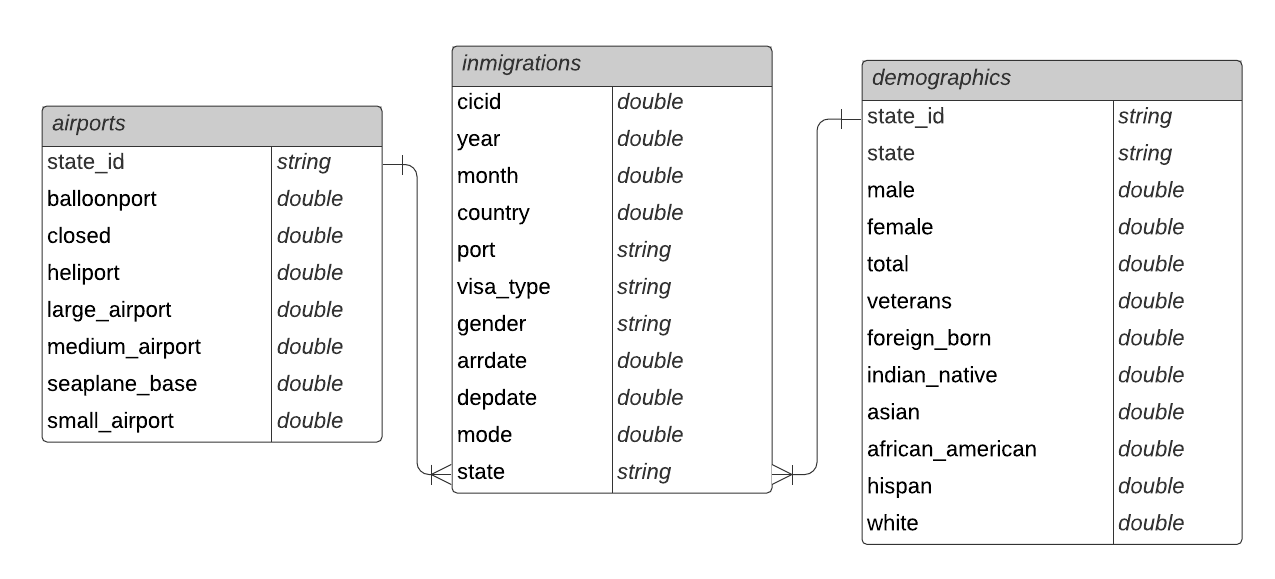 airports
state_id string
balloonport double
closed double
heliport double
large_airport double
medium_airport double
seaplane_base double
small_airport double
inmigrations
cicid double
year double
month double
country double
port string
visa_type string
gender string
arrdate double
depdate double
mode double
state string
demographics
state_id string
state string
male double
female double
total double
veterans double
foreign_born double
indian_native double
asian double
african_american double
hispan double
white double